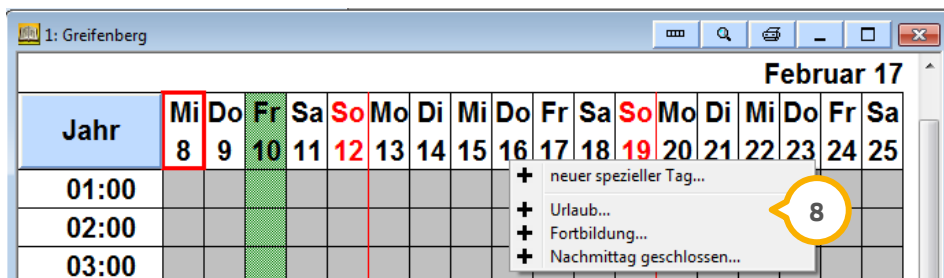 1: Greifenberg
Februar 17
Jahr
Mi Do Fr Sa So Mo Di Mi Do Fr Sa So Mo Di Mi Do Fr Sa
8 9 10 11 12 13 14 15 16 17 18 19 20 21 22 23 24 25
01:00
neuer spezieller Tag...
Urlaub...
8
02:00
Fortbildung...
03:00
Nachmittag geschlossen...